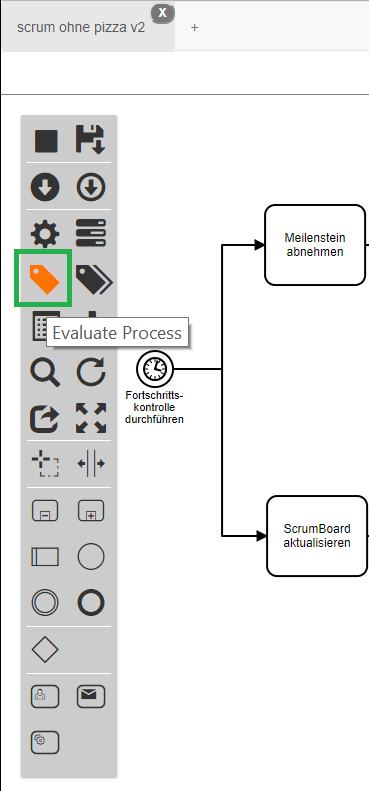 scrum ohne pizza v2
X
+
Meilenstein
abnehmen
Evaluate Process
Fortschritts-
kontrolle
durchführen
ScrumBoard
aktualisieren